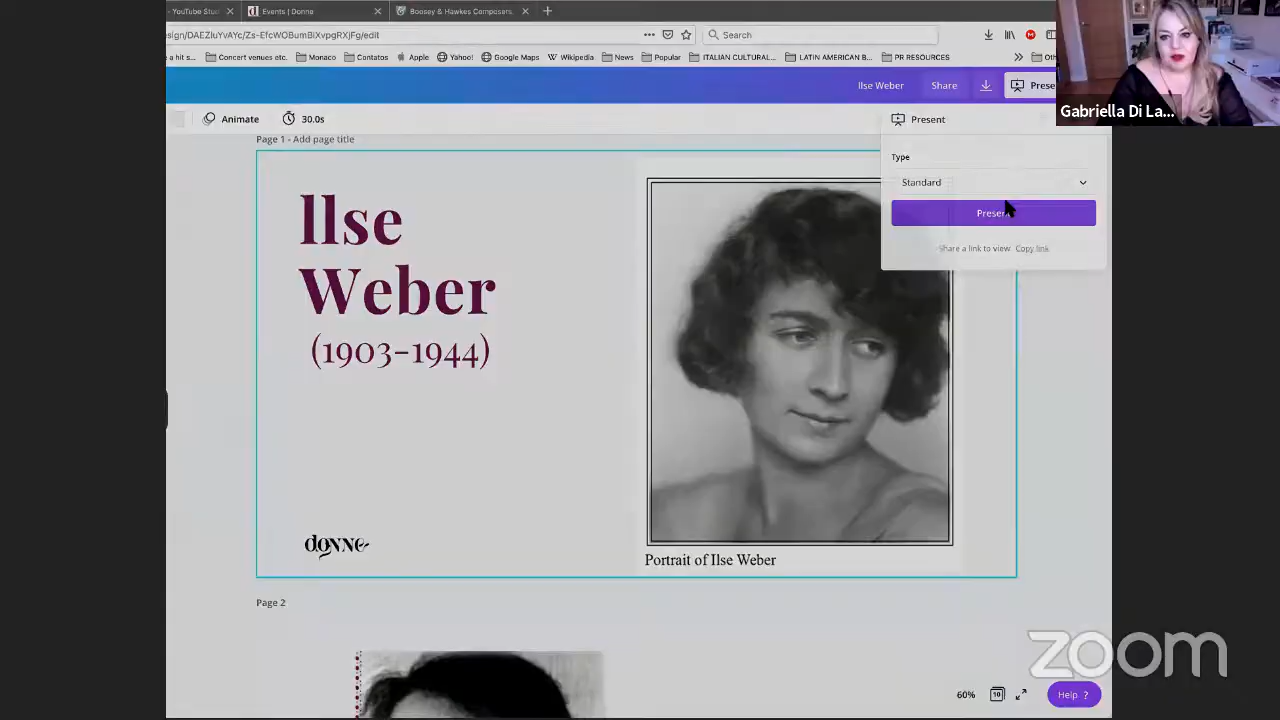 - YouTube Stud
Events | Donne
Boosey & Hawkes Composers,
sign/DAEZluYvAYc/Zs-EfcWOBumBiXvpgRXjFg/edit
Search
e a hit s...
Concert venues etc.
Monaco
Contatos
Apple
Yahoo!
Google Maps
Wikipedia
News
Popular
ITALIAN CULTURAL...
LATIN AMERICAN B...
PR RESOURCES
Ilse Weber
Share
Prese
Gabriella Di La...
Animate
30.0s
Present
Page 1 - Add page title
Type
Standard
Present
Share a link to view Copy link
Ilse
Weber
(1903-1944)
donne
Portrait of Ilse Weber
Page 2
zoom
60%
10
Help ?